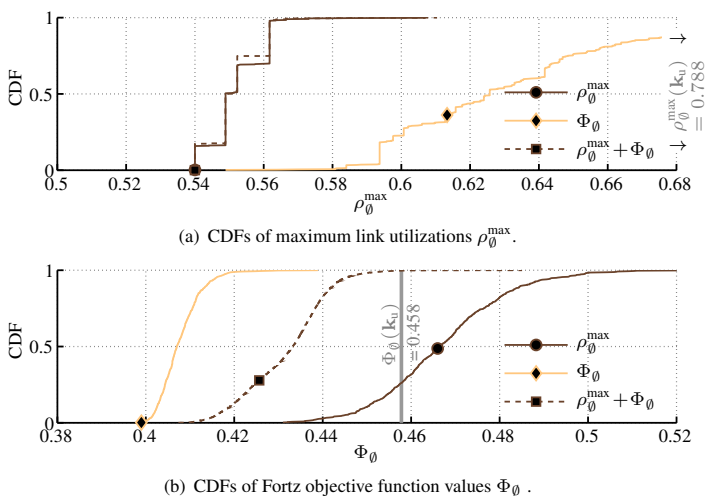 1
0.5
0
CDF
0.5 0.52 0.54 0.56 0.58 0.6 0.62 0.64 0.66 0.68
ρ∅^max
ρ∅^max
Φ∅
ρ∅^max + Φ∅
→
ρ∅^max(k_u)
= 0.788
→
(a) CDFs of maximum link utilizations ρ∅^max.
1
0.5
0
CDF
0.38 0.4 0.42 0.44 0.46 0.48 0.5 0.52
Φ∅
Φ∅(k_u)
=0.458
ρ∅^max
Φ∅
ρ∅^max + Φ∅
(b) CDFs of Fortz objective function values Φ∅ .